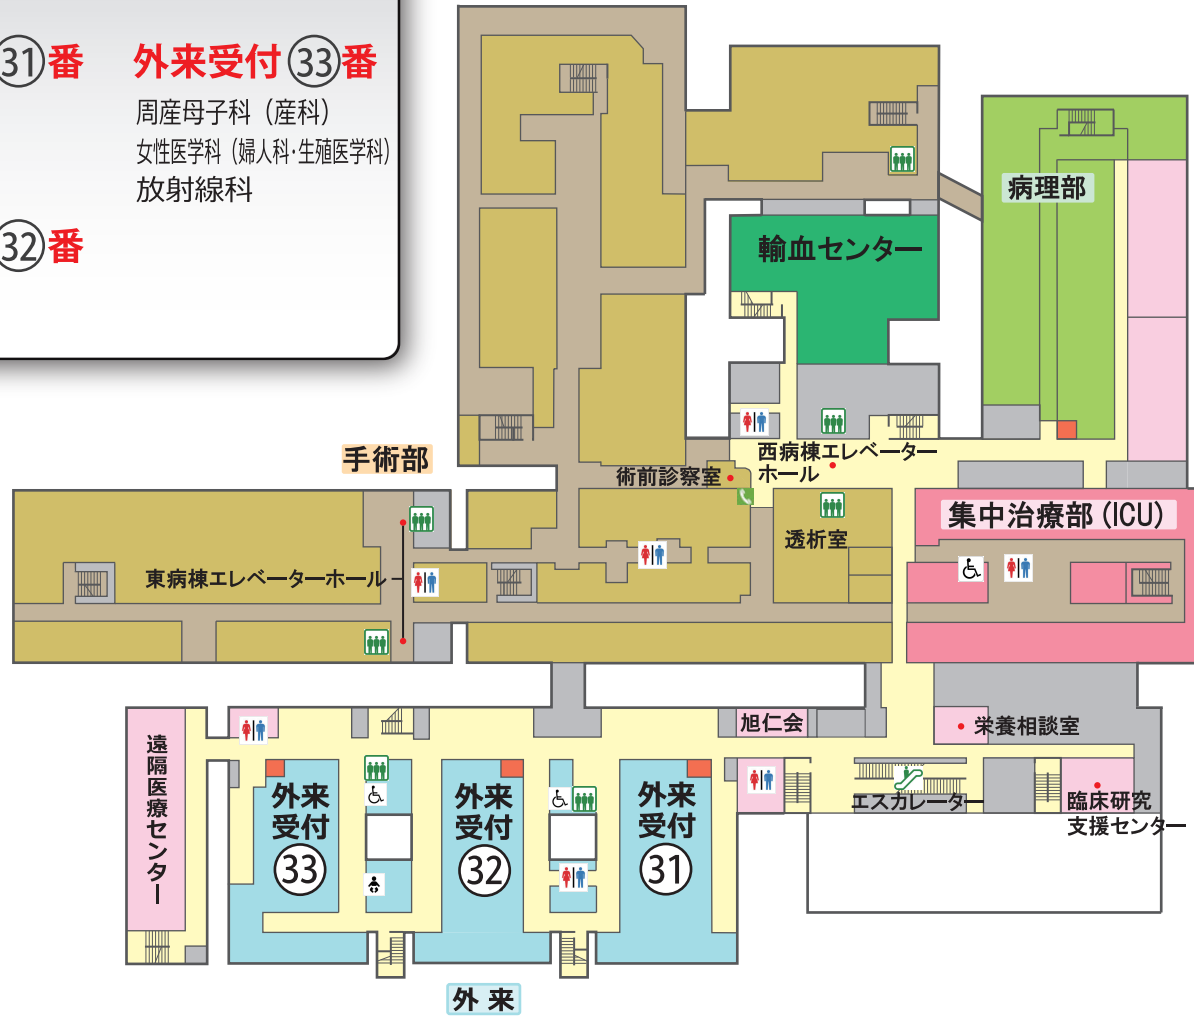 31番
外来受付33番
周産母子科（産科）
女性医学科（婦人科・生殖医学科）
放射線科
32番
病理部
輸血センター
手術部
西病棟エレベーター
ホール
術前診察室
集中治療部（ICU）
透析室
東病棟エレベーターホール
旭仁会
栄養相談室
遠隔医療センター
エスカレーター
臨床研究
支援センター
外来
受付
33
外来
受付
32
外来
受付
31
外 来